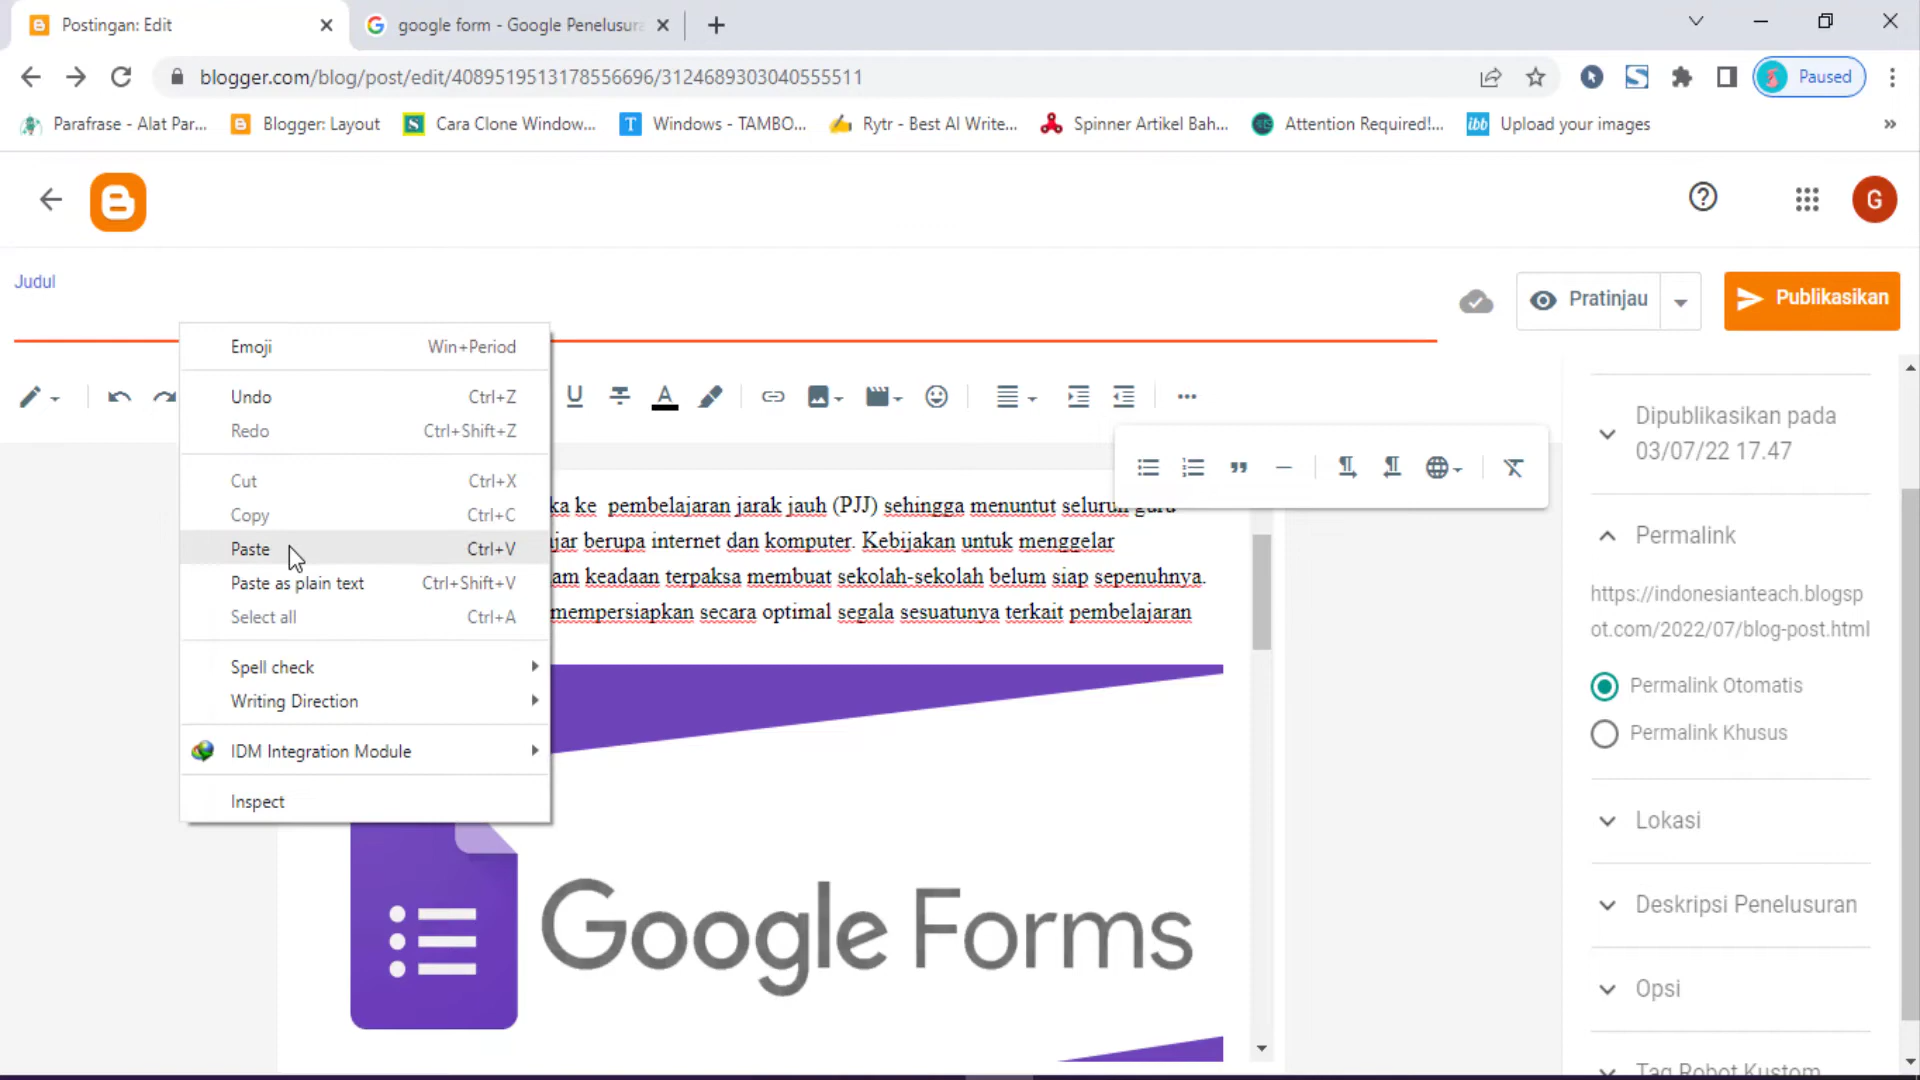 Postingan: Edit
google form - Google Penelusura
blogger.com/blog/post/edit/4089519513178556696/3124689303040555511
Paused
Parafrase - Alat Par...
Blogger: Layout
Cara Clone Window...
Windows - TAMBO...
Rytr - Best AI Write...
Spinner Artikel Bah...
Attention Required!...
Upload your images
G
Judul
Pratinjau
Publikasikan
Emoji Win+Period
Undo Ctrl+Z
Redo Ctrl+Shift+Z
Cut Ctrl+X
Copy Ctrl+C
Paste Ctrl+V
Paste as plain text Ctrl+Shift+V
Select all Ctrl+A
Spell check
Writing Direction
IDM Integration Module
Inspect
ka ke pembelajaran jarak jauh (PJJ) sehingga menuntut seluruh guru
jar berupa internet dan komputer. Kebijakan untuk menggelar
am keadaan terpaksa membuat sekolah-sekolah belum siap sepenuhnya.
mempersiapkan secara optimal segala sesuatunya terkait pembelajaran
Google Forms
Dipublikasikan pada
03/07/22 17.47
Permalink
https://indonesianteach.blogsp
ot.com/2022/07/blog-post.html
Permalink Otomatis
Permalink Khusus
Lokasi
Deskripsi Penelusuran
Opsi
Tag Robot Kustom